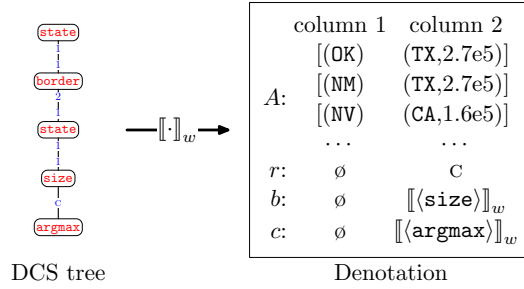 state
1
1
border
2
1
state
1
1
size
c
argmax
DCS tree
⟦·⟧w
column 1 column 2
A: [(OK) (TX,2.7e5)]
[(NM) (TX,2.7e5)]
[(NV) (CA,1.6e5)]
... ...
r: ø C
b: ø ⟦⟨size⟩⟧w
c: ø ⟦⟨argmax⟩⟧w
Denotation